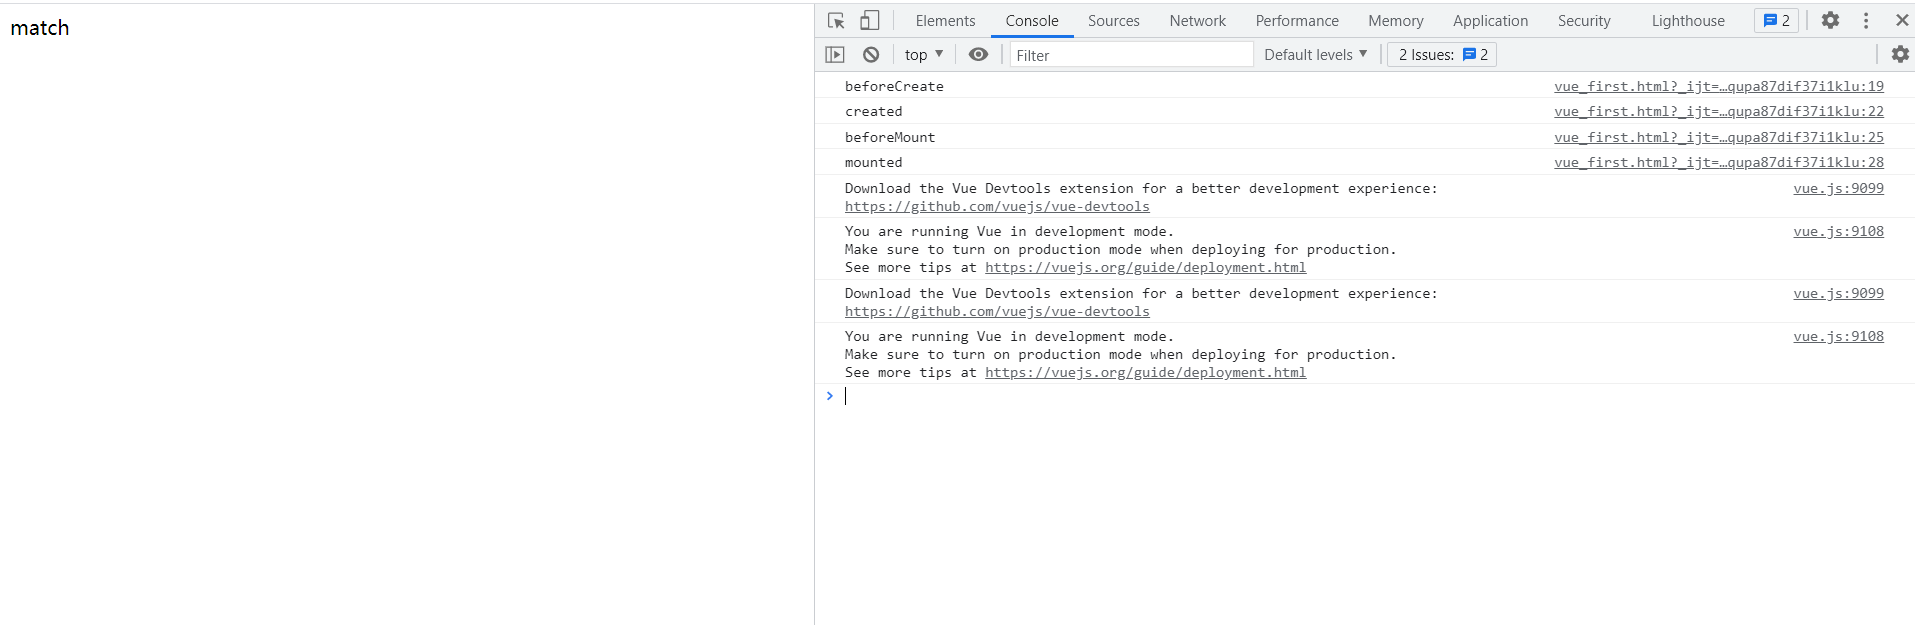 match
Elements Console Sources Network Performance Memory Application Security Lighthouse 2
top Filter Default levels 2 Issues: 2
beforeCreate vue_first.html?_ijt=…qupa87dif37i1klu:19
created vue_first.html?_ijt=…qupa87dif37i1klu:22
beforeMount vue_first.html?_ijt=…qupa87dif37i1klu:25
mounted vue_first.html?_ijt=…qupa87dif37i1klu:28
Download the Vue Devtools extension for a better development experience: vue.js:9099
https://github.com/vuejs/vue-devtools
You are running Vue in development mode. vue.js:9108
Make sure to turn on production mode when deploying for production.
See more tips at https://vuejs.org/guide/deployment.html
Download the Vue Devtools extension for a better development experience: vue.js:9099
https://github.com/vuejs/vue-devtools
You are running Vue in development mode. vue.js:9108
Make sure to turn on production mode when deploying for production.
See more tips at https://vuejs.org/guide/deployment.html